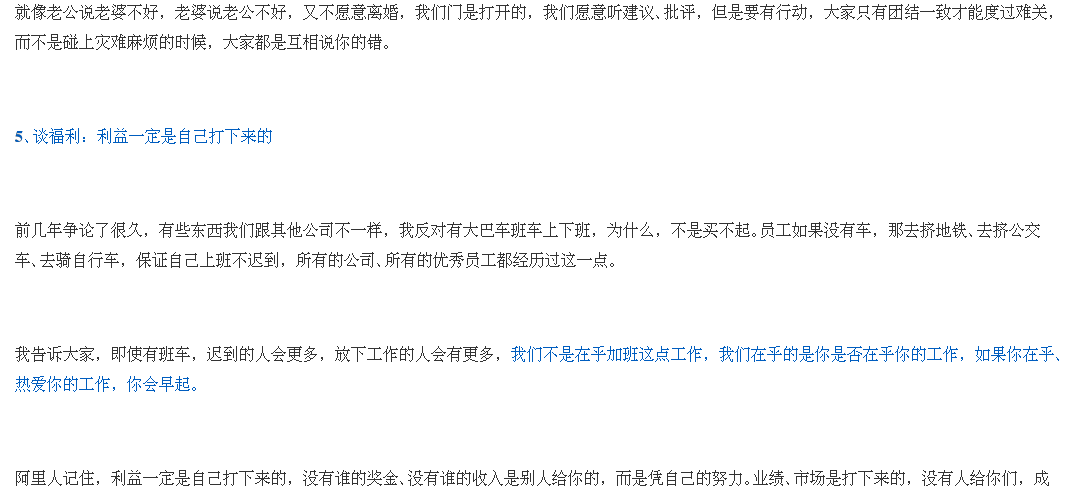 就像老公说老婆不好，老婆说老公不好，又不愿意离婚，我们门是打开的，我们愿意听建议、批评，但是要有行动，大家只有团结一致才能度过难关，
而不是碰上灾难麻烦的时候，大家都是互相说你的错。
5、谈福利：利益一定是自己打下来的
前几年争论了很久，有些东西我们跟其他公司不一样，我反对有大巴车班车上下班，为什么，不是买不起。员工如果没有车，那去挤地铁、去挤公交
车、去骑自行车，保证自己上班不迟到，所有的公司、所有的优秀员工都经历过这一点。
我告诉大家，即使有班车，迟到的人会更多，放下工作的人会有更多，我们不是在乎加班这点工作，我们在乎的是你是否在乎你的工作，如果你在乎、
热爱你的工作，你会早起。
阿里人记住，利益一定是自己打下来的，没有谁的奖金、没有谁的收入是别人给你的，而是凭自己的努力。业绩、市场是打下来的，没有人给你们，成